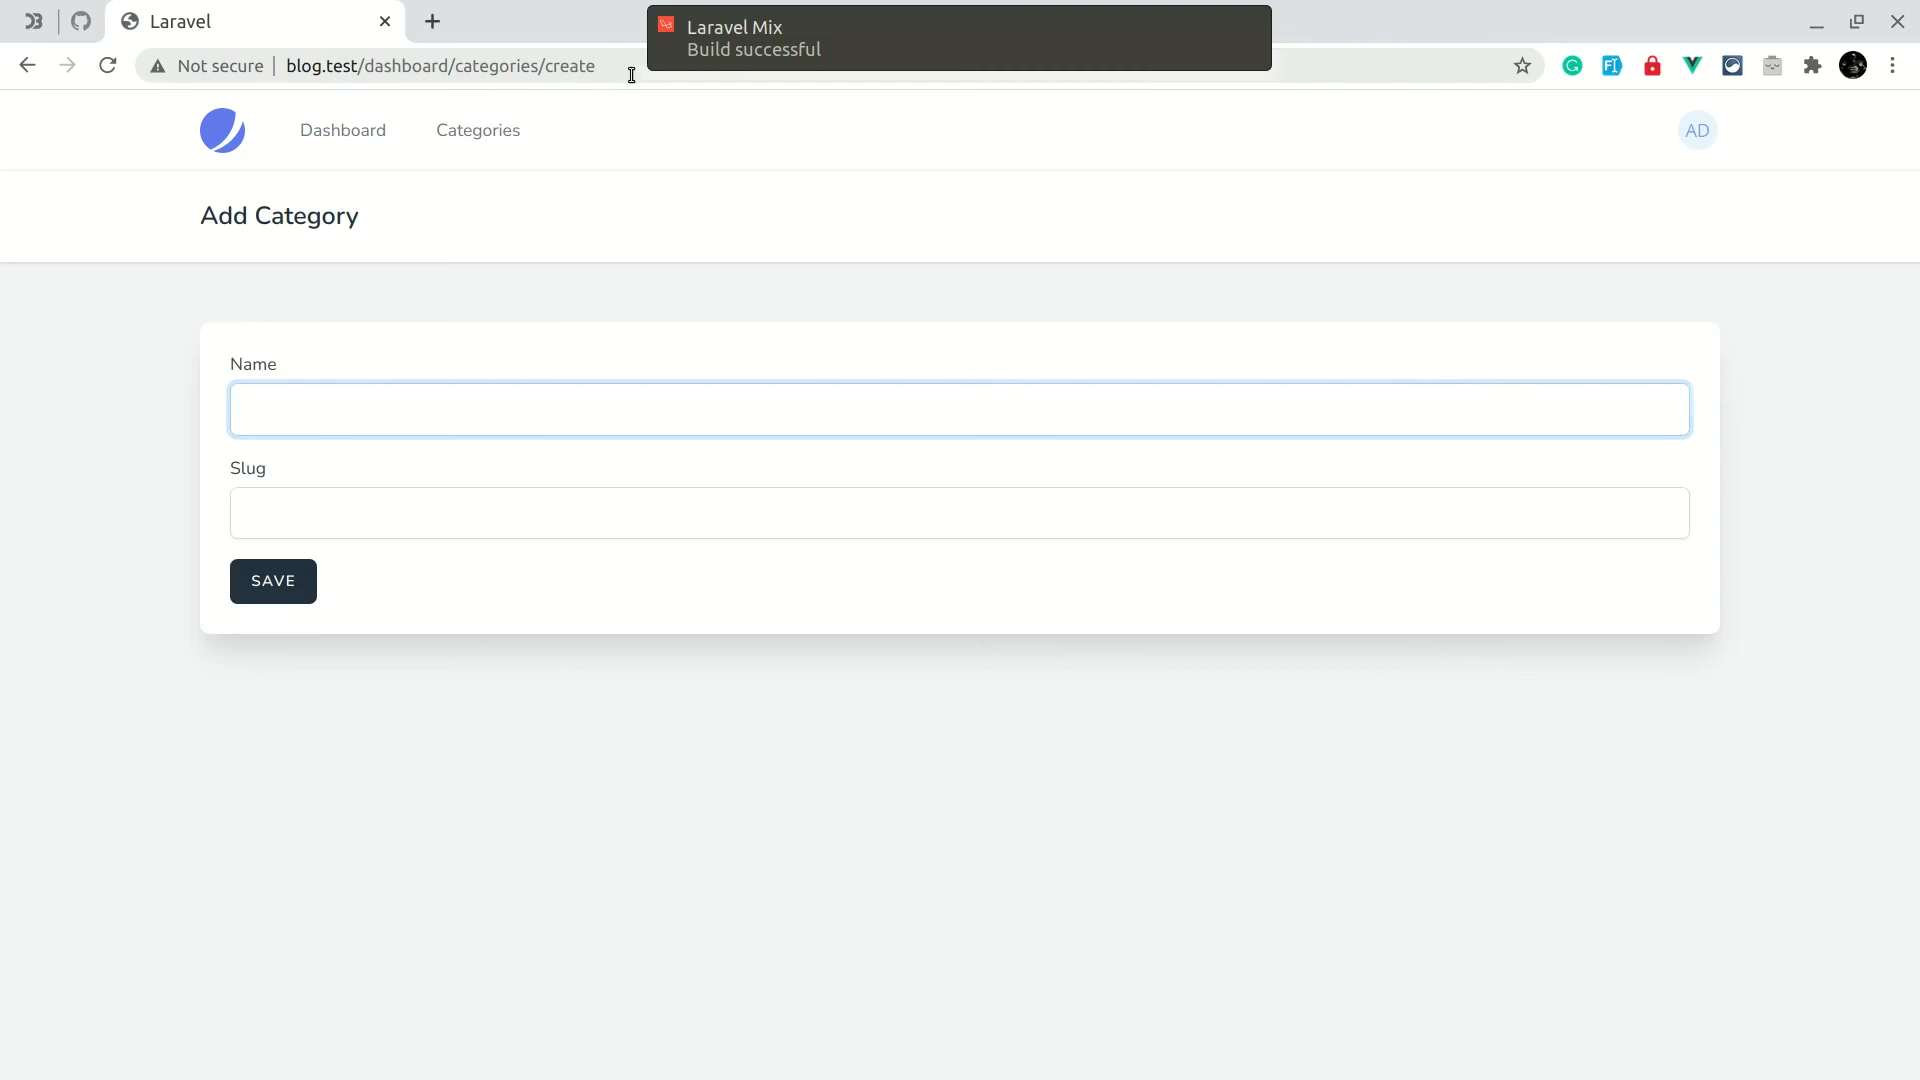 Laravel
Laravel Mix
Build successful
Not secure
blog.test/dashboard/categories/create
Dashboard
Categories
AD
Add Category
Name
Slug
SAVE